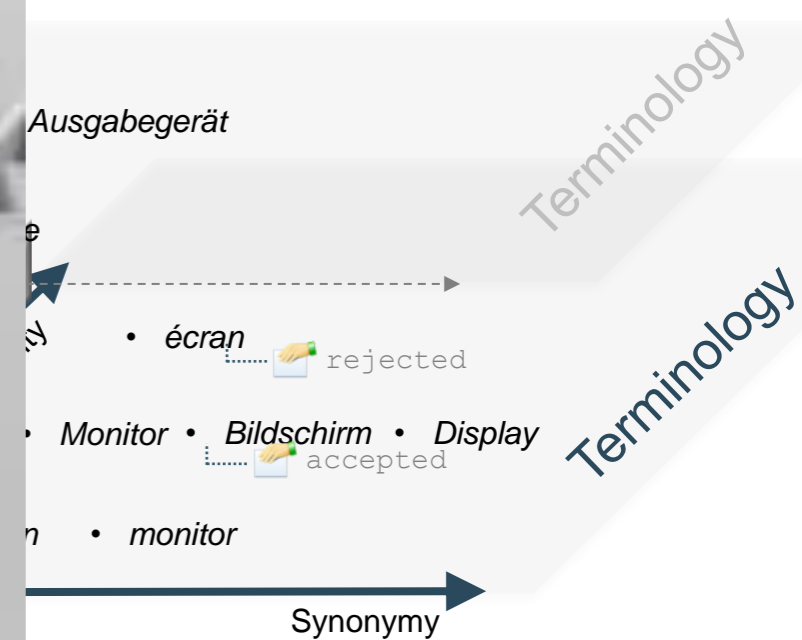 Terminology
Ausgabegerät
Terminology
• écran
rejected
• Monitor • Bildschirm • Display
accepted
• monitor
Synonymy